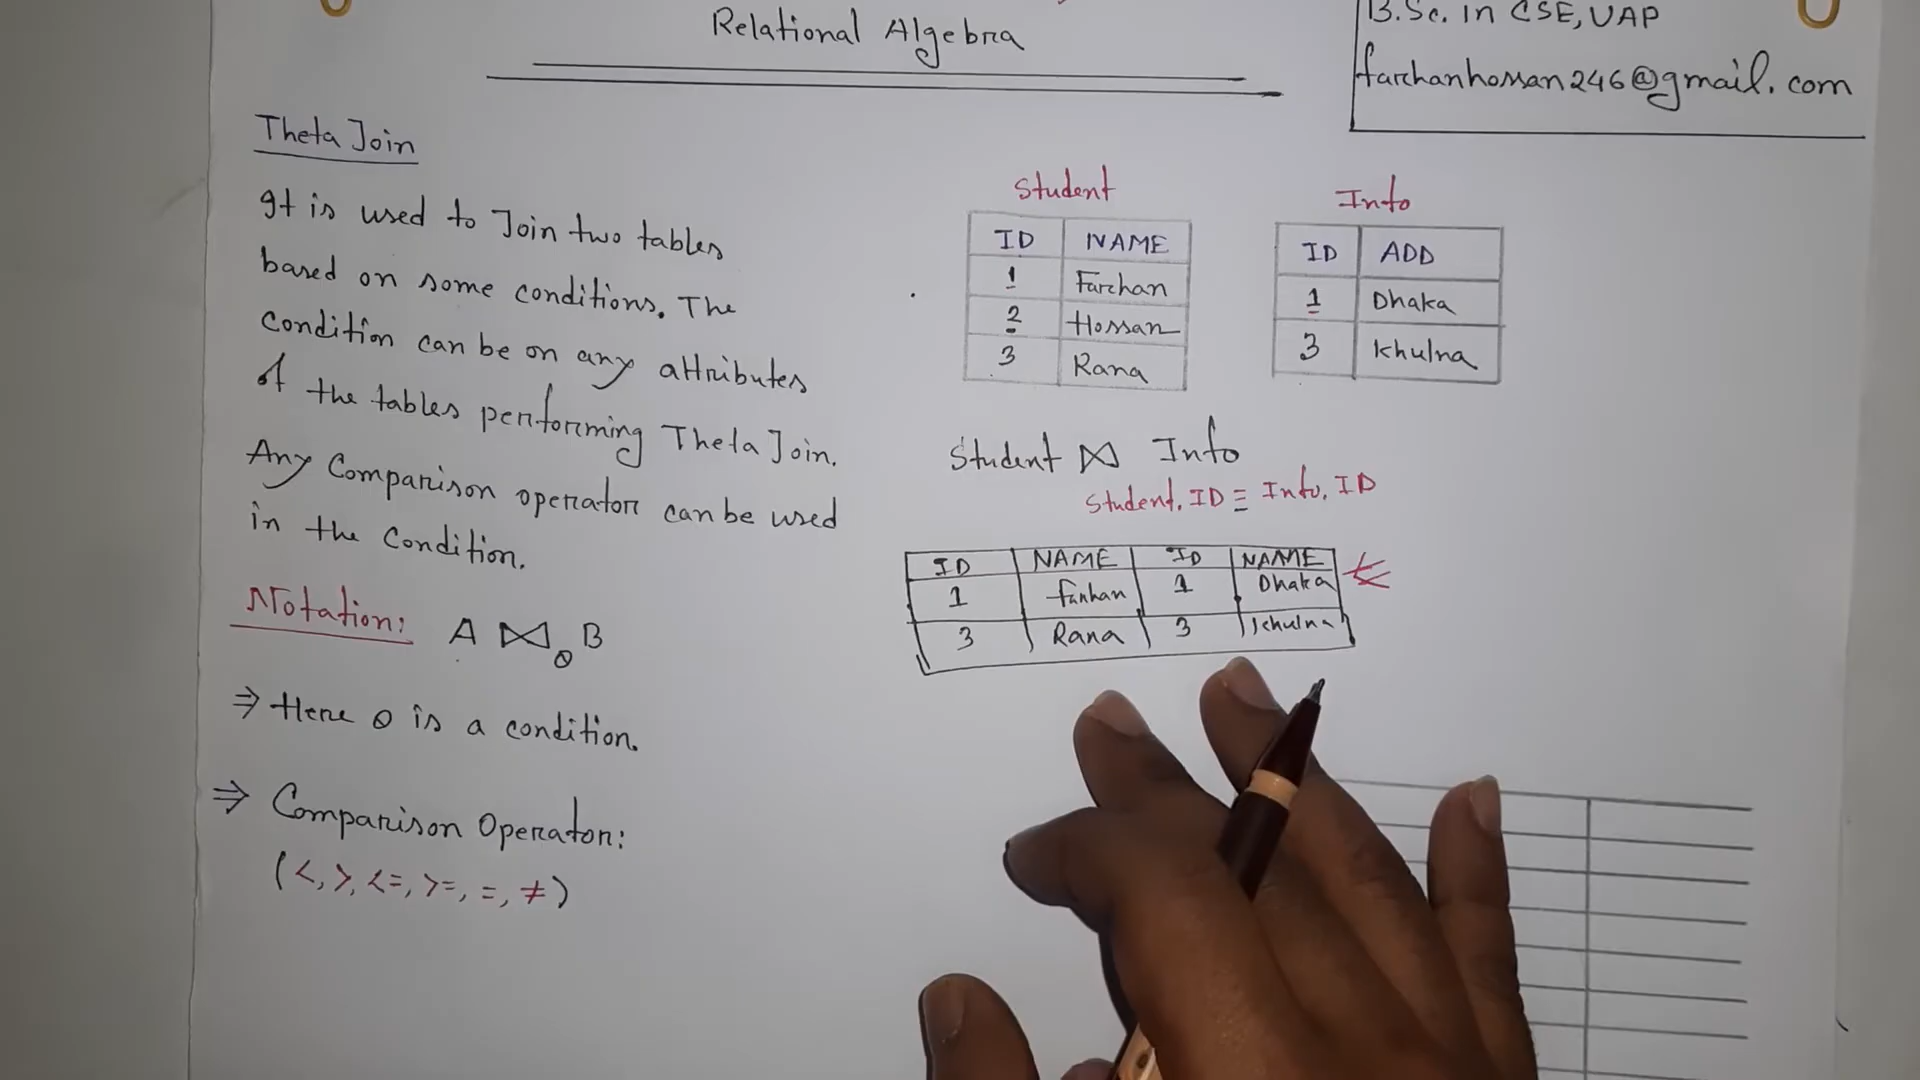 Relational Algebra
B.Sc. in CSE, UAP
farhanhossan246@gmail.com
Theta Join
It is used to Join two tables
based on some conditions. The
Condition can be on any attributes
of the tables performing Theta Join.
Any Comparison operator can be used
in the Condition.
Notation: A ⋈θ B
⇒ Here θ is a condition.
⇒ Comparison Operator:
(<, >, <=, >=, =, ≠)
Student
ID NAME
1 Farhan
2 Hossan
3 Rana
Info
ID ADD
1 Dhaka
3 Khulna
Student ⋈ Info
Student.ID = Info.ID
ID NAME ID NAME
1 Farhan 1 Dhaka
3 Rana 3 Khulna